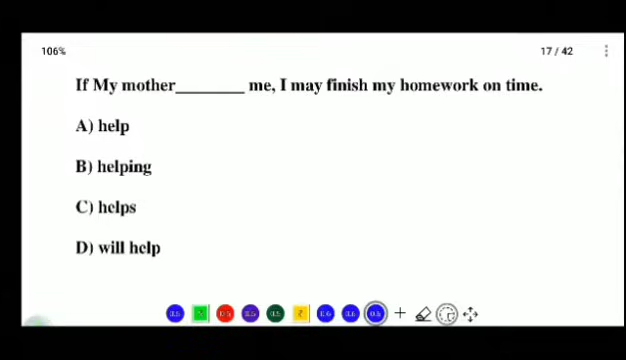 106%
17 / 42
If My mother________ me, I may finish my homework on time.
A) help
B) helping
C) helps
D) will help